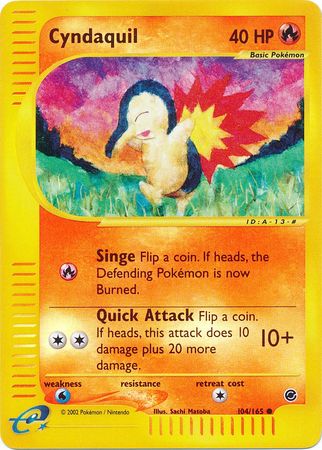 Cyndaquil 40 HP
Basic Pokémon
ID:A-13-#
Singe Flip a coin. If heads, the
Defending Pokémon is now
Burned.
Quick Attack Flip a coin.
If heads, this attack does 10
damage plus 20 more
damage.
10+
weakness resistance retreat cost
e
© 2002 Pokémon / Nintendo Illus. Sachi Matoba 104/165